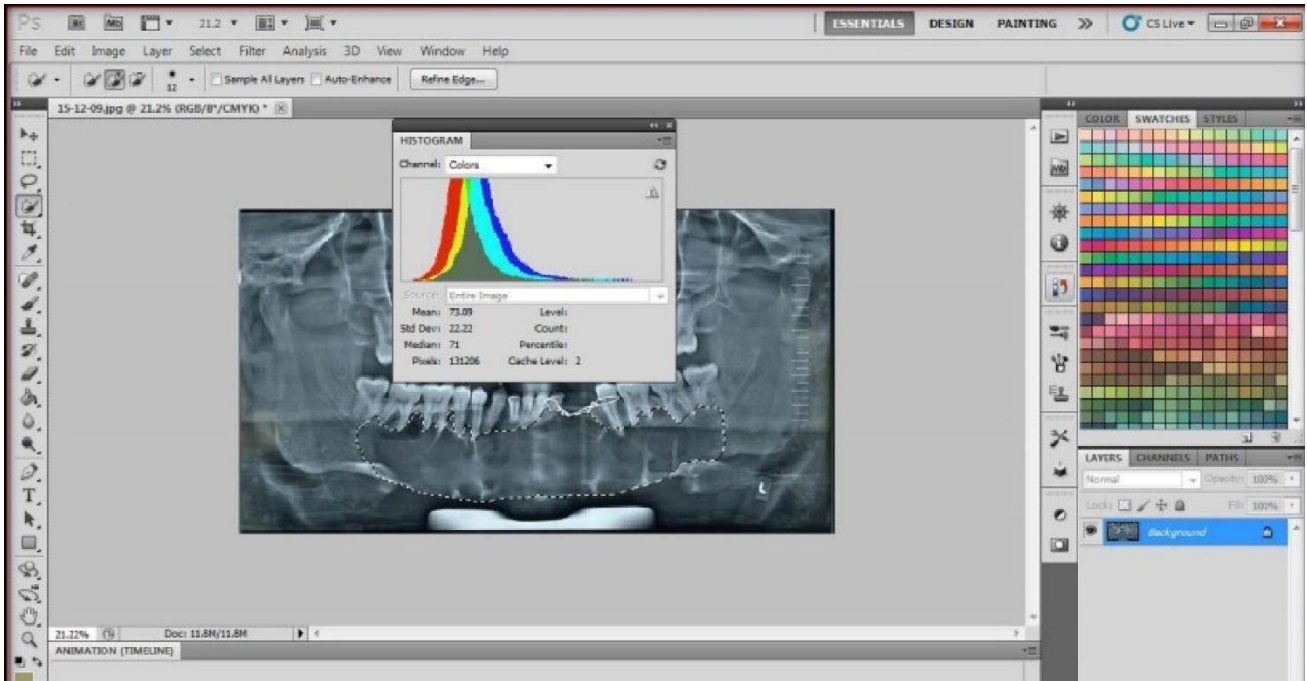 Ps Br Mb 21.2 ESSENTIALS DESIGN PAINTING CS Live
File Edit Image Layer Select Filter Analysis 3D View Window Help
12 Sample All Layers Auto-Enhance Refine Edge...
15-12-09.jpg @ 21.2% (RGB/8*/CMYK) *
COLOR SWATCHES STYLES
HISTOGRAM
Channel: Colors
Source: Entire Image
Mean: 73.09 Level:
Std Dev: 22.22 Count:
Median: 71 Percentile:
Pixels: 131206 Cache Level: 2
L
LAYERS CHANNELS PATHS
Normal Opacity: 100%
Lock: Fill: 100%
Background
21.22% Doc: 11.8M/11.8M
ANIMATION (TIMELINE)